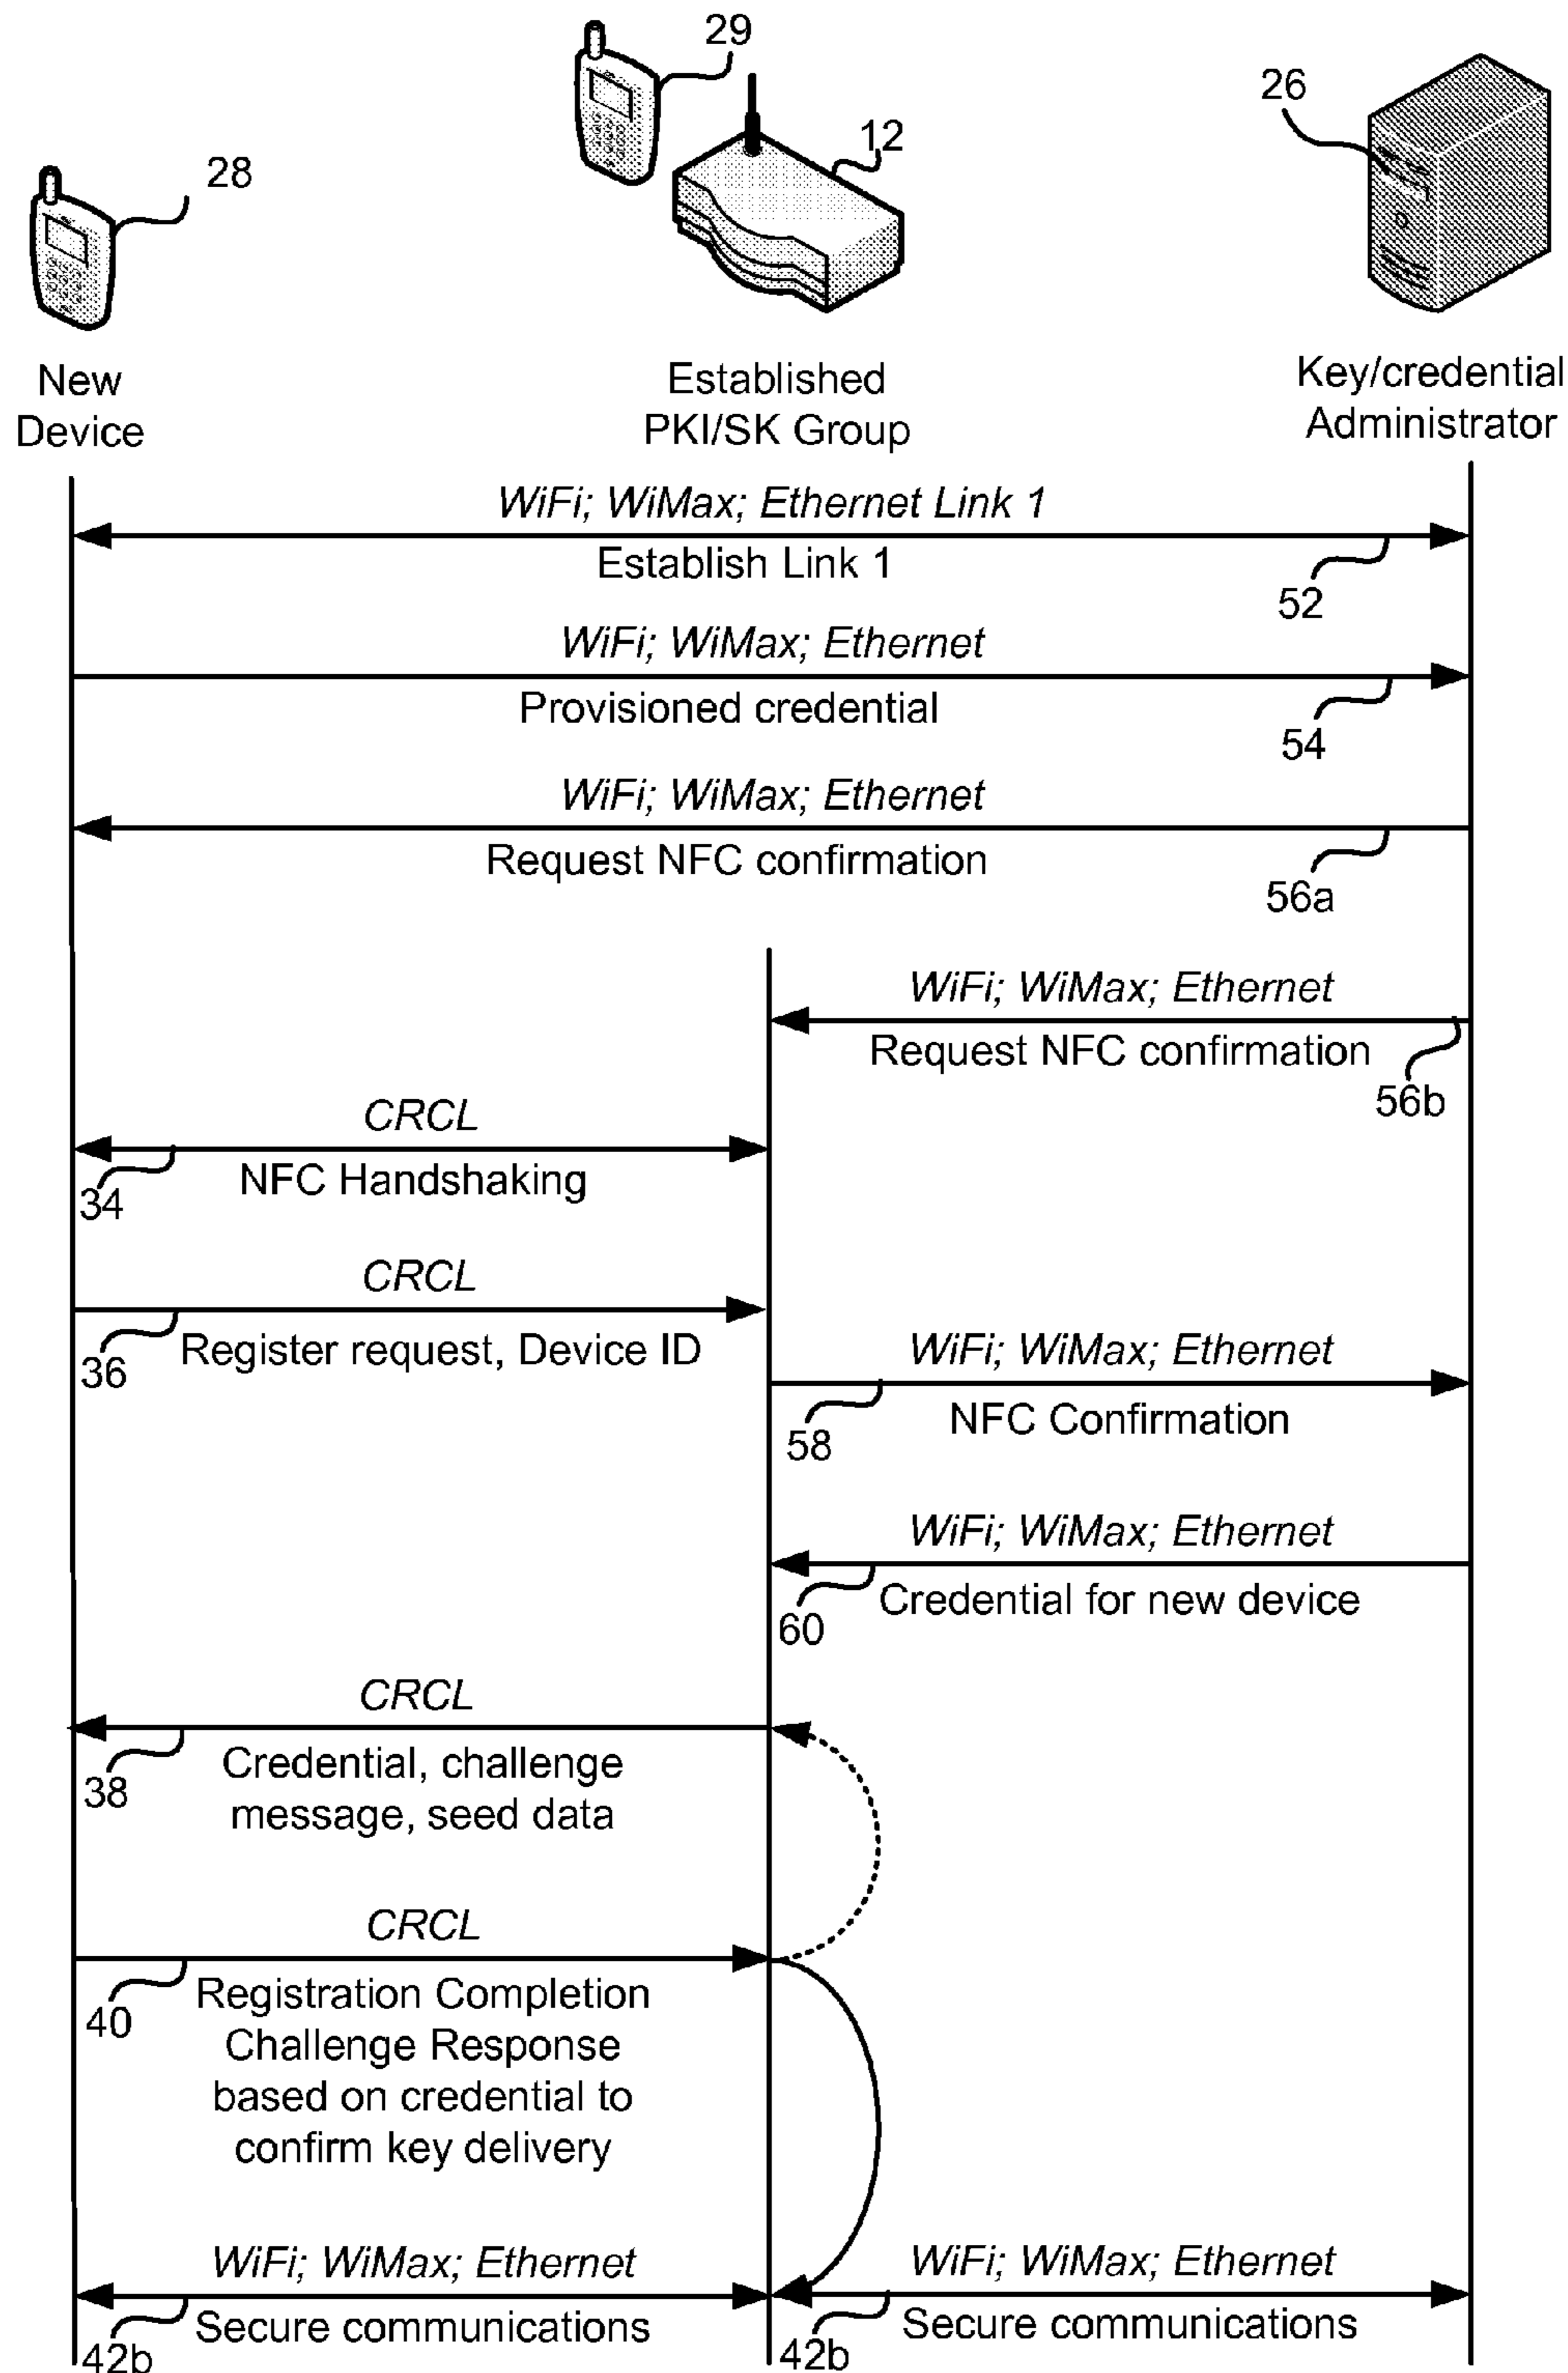 29
26
12
28
New
Device
Established
PKI/SK Group
Key/credential
Administrator
WiFi; WiMax; Ethernet Link 1
Establish Link 1
52
WiFi; WiMax; Ethernet
Provisioned credential
54
WiFi; WiMax; Ethernet
Request NFC confirmation
56a
WiFi; WiMax; Ethernet
Request NFC confirmation
56b
CRCL
NFC Handshaking
34
CRCL
Register request, Device ID
36
WiFi; WiMax; Ethernet
NFC Confirmation
58
WiFi; WiMax; Ethernet
Credential for new device
60
CRCL
Credential, challenge
message, seed data
38
CRCL
Registration Completion
Challenge Response
based on credential to
confirm key delivery
40
WiFi; WiMax; Ethernet
Secure communications
42b
WiFi; WiMax; Ethernet
Secure communications
42b